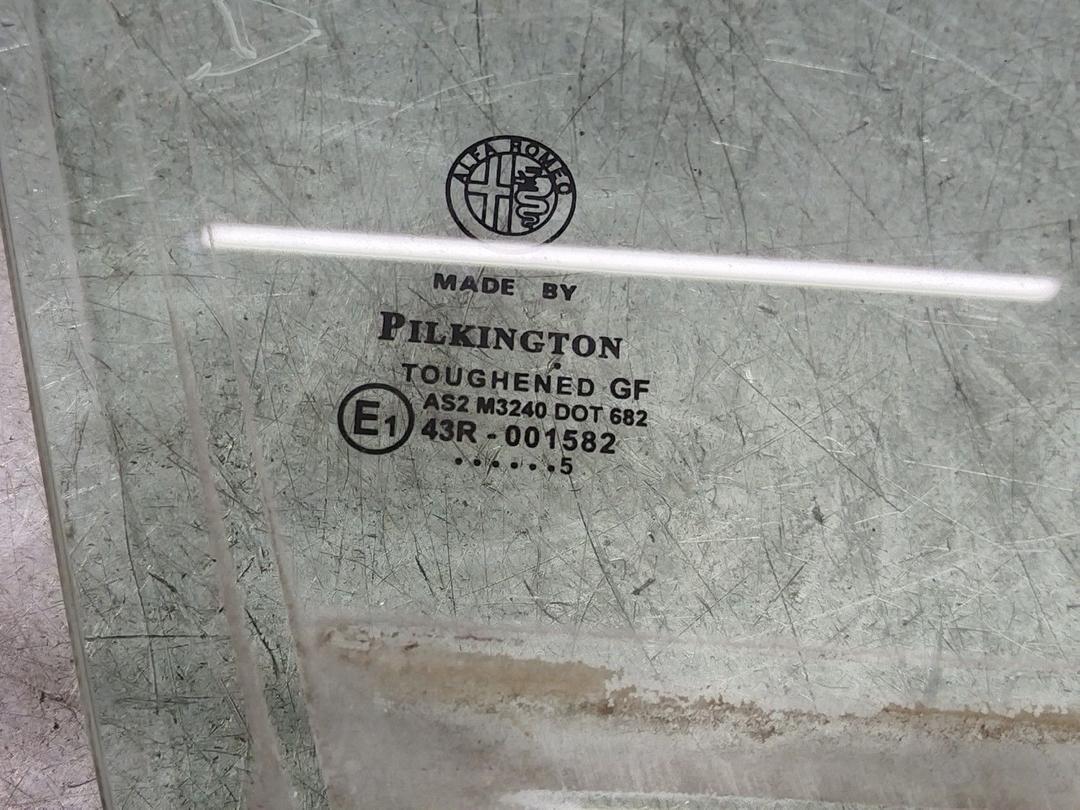 ALFA ROMEO
MADE BY
PILKINGTON
TOUGHENED GF
AS2 M3240 DOT 682
E1 43R - 001582
......5